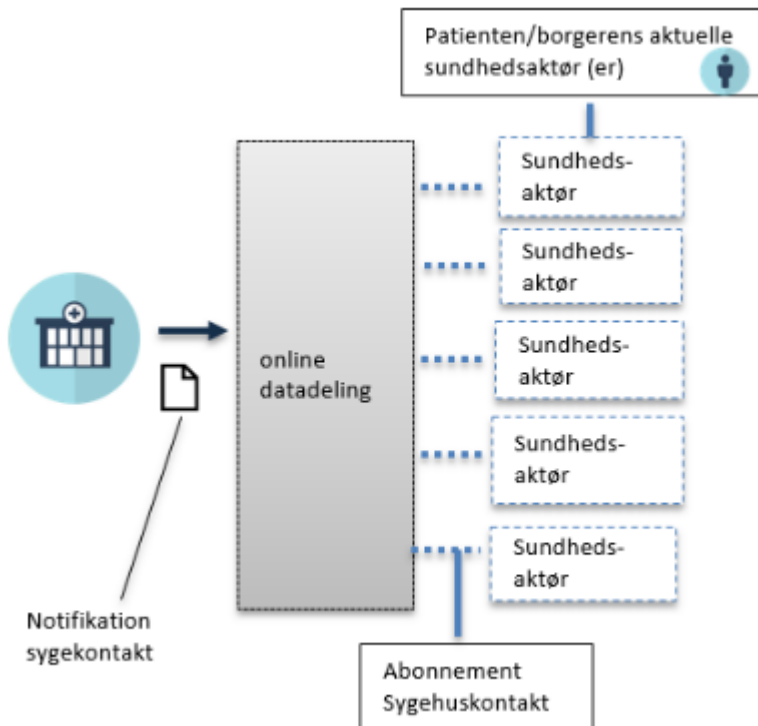 Patienten/borgerens aktuelle
sundhedsaktør (er)
Sundheds-
aktør
Sundheds-
aktør
Sundheds-
aktør
Sundheds-
aktør
Sundheds-
aktør
online
datadeling
Notifikation
sygekontakt
Abonnement
Sygehuskontakt